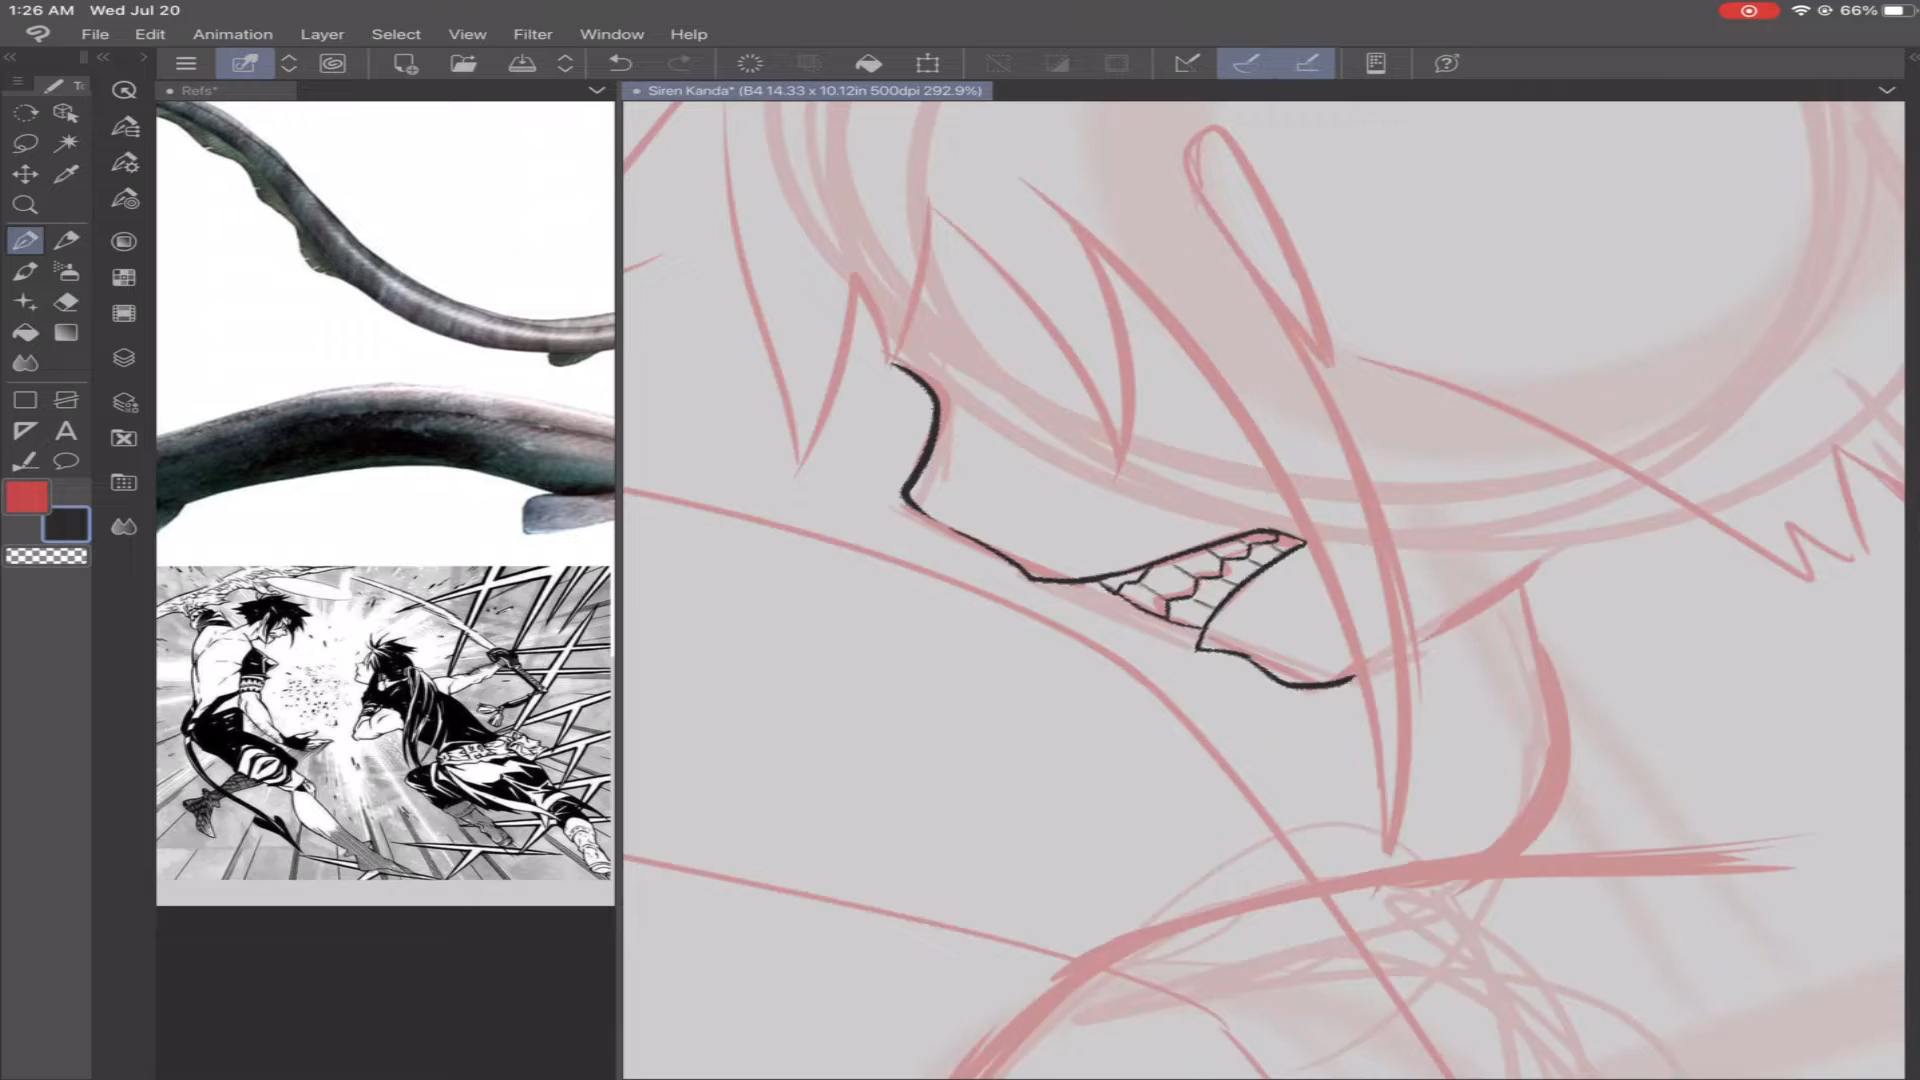 1:26 AM Wed Jul 20
66%
File Edit Animation Layer Select View Filter Window Help
Refs*
Siren Kanda* (B4 14.33 x 10.12in 500dpi 292.9%)
A